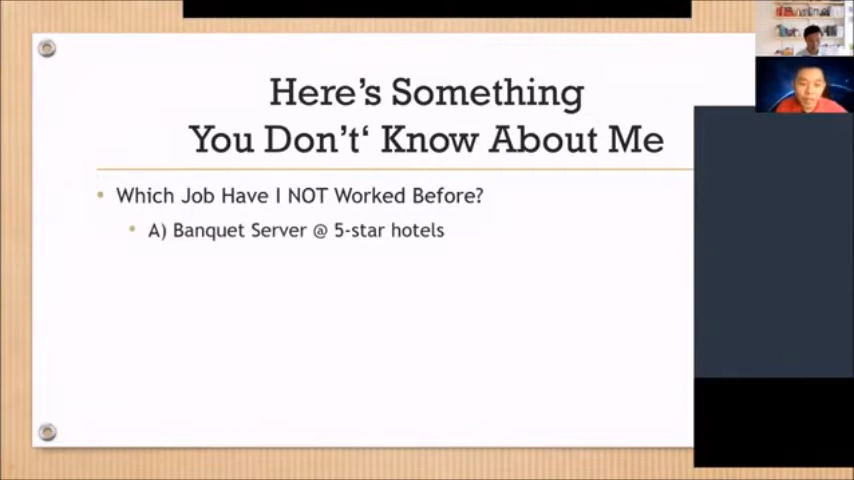 Here's Something
You Don't‘ Know About Me
• Which Job Have I NOT Worked Before?
• A) Banquet Server @ 5-star hotels